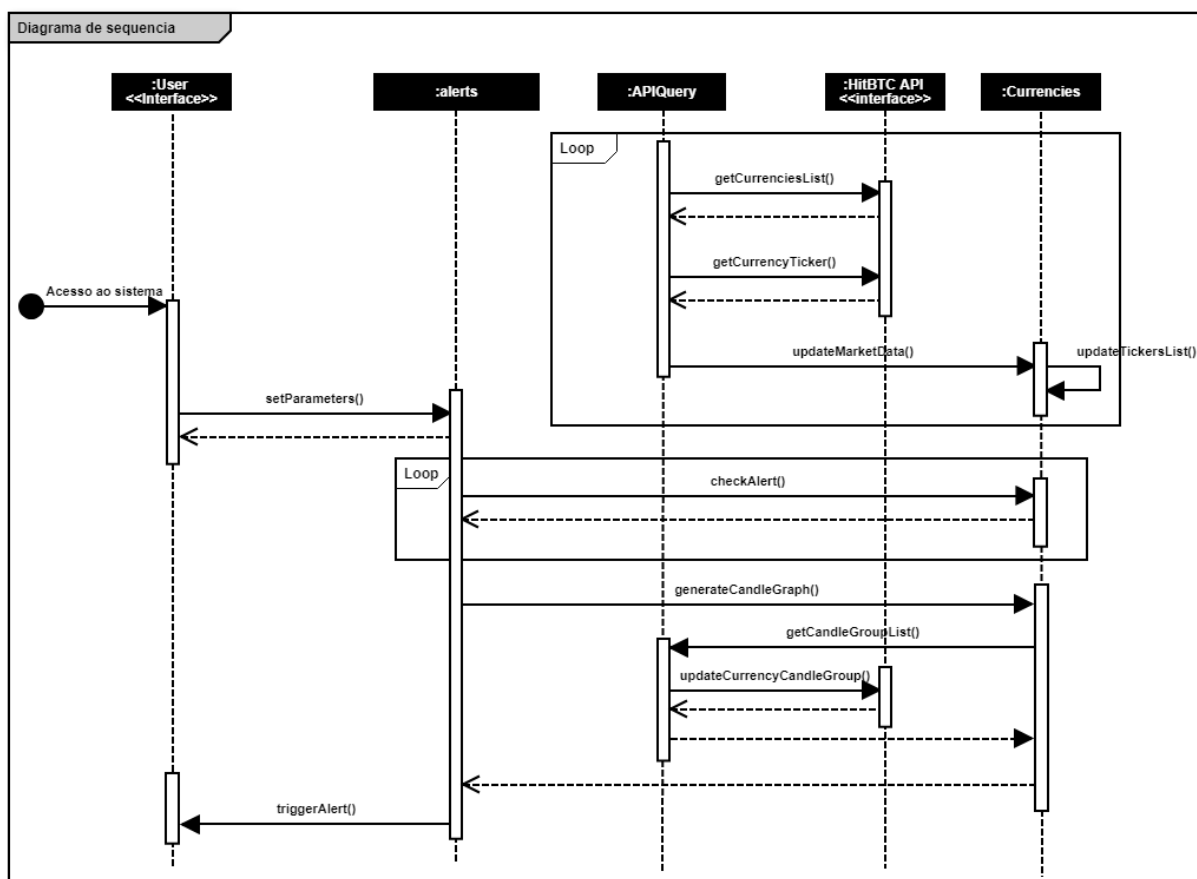 Diagrama de sequencia
:User
<<Interface>>
:alerts
:APIQuery
:HitBTC API
<<interface>>
:Currencies
Loop
getCurrenciesList()
getCurrencyTicker()
Acesso ao sistema
updateMarketData()
updateTickersList()
setParameters()
Loop
checkAlert()
generateCandleGraph()
getCandleGroupList()
updateCurrencyCandleGroup()
triggerAlert()